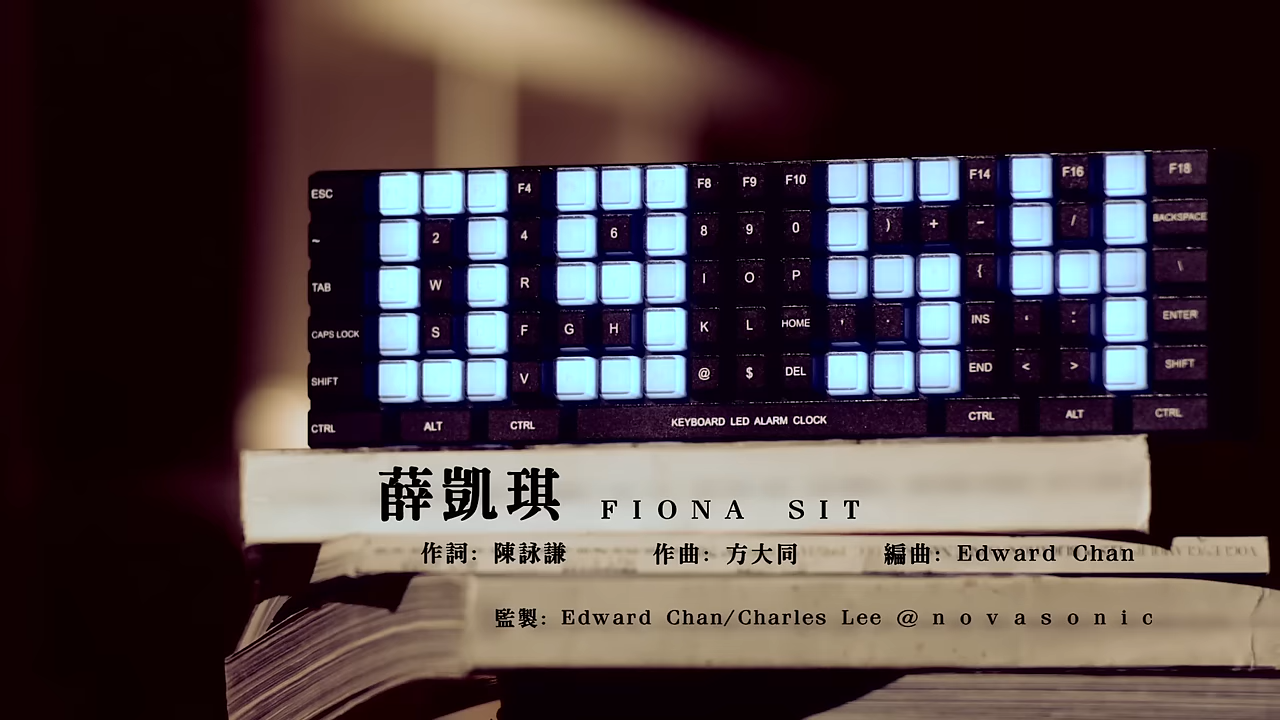 ESC F4 F8 F9 F10 F14 F16 F18
~ 2 4 6 8 9 0 ) + - / BACKSPACE
TAB W R I O P { \
CAPS LOCK S F G H K L HOME ' INS ‘ : ENTER
SHIFT V @ $ DEL END < > SHIFT
CTRL ALT CTRL KEYBOARD LED ALARM CLOCK CTRL ALT CTRL
薛凱琪 FIONA SIT
作詞: 陳詠謙 作曲: 方大同 編曲: Edward Chan
監製: Edward Chan/Charles Lee @ novasonic